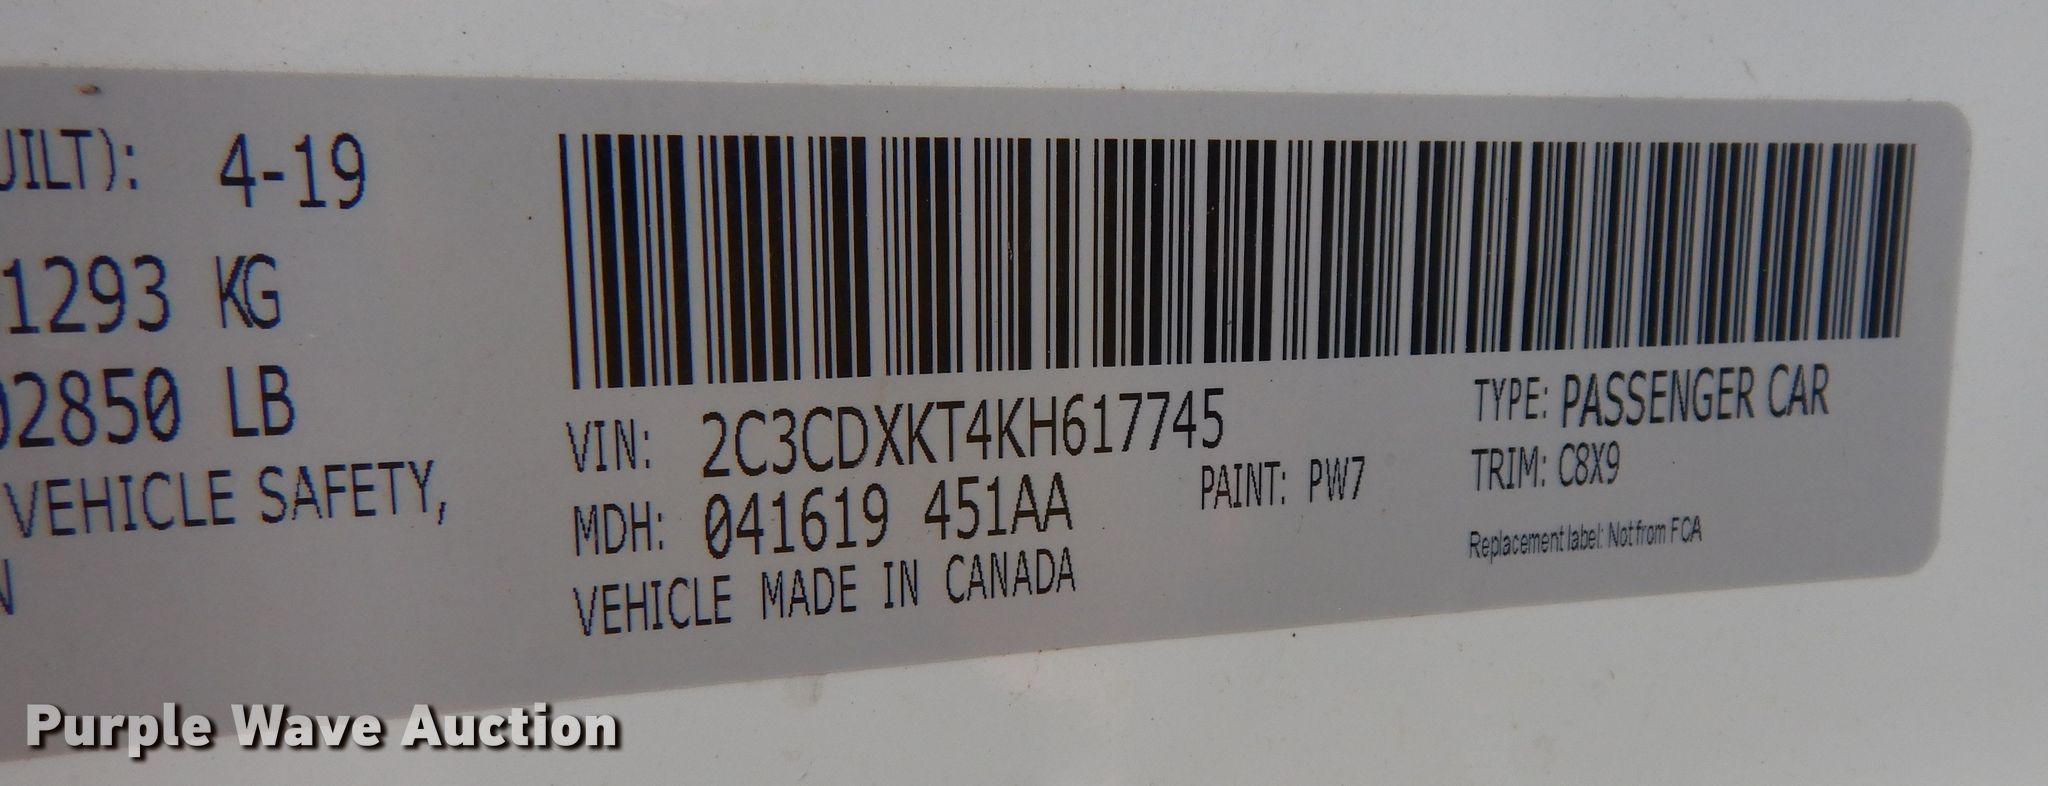 UILT): 4-19
1293 KG
02850 LB
VEHICLE SAFETY,
N
VIN: 2C3CDXKT4KH617745
MDH: 041619 451AA
VEHICLE MADE IN CANADA
PAINT: PW7
TYPE: PASSENGER CAR
TRIM: C8X9
Replacement label: Not from FCA
Purple Wave Auction